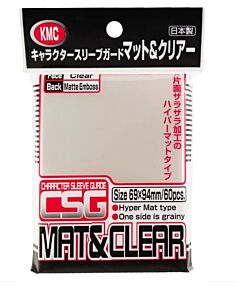 KMC
日本製
キャラクタースリーブガードマット&クリアー
Face Clear
Back Matte Emboss
片面ザラザラ加工の
ハイパーマットタイプ
CHARACTER SLEEVE GUARD
CSG
Size 69×94mm/60pcs.
• Hyper Mat type
• One side is grainy
MAT&CLEAR